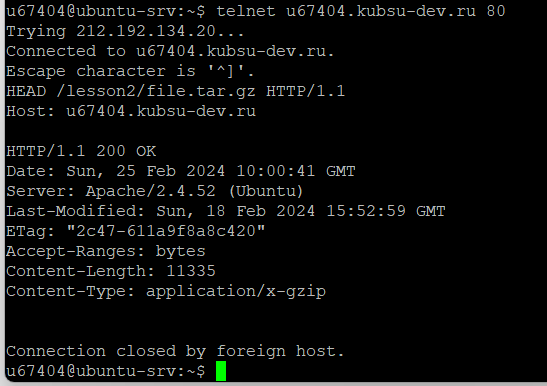 u67404@ubuntu-srv:~$ telnet u67404.kubsu-dev.ru 80
Trying 212.192.134.20...
Connected to u67404.kubsu-dev.ru.
Escape character is '^]'.
HEAD /lesson2/file.tar.gz HTTP/1.1
Host: u67404.kubsu-dev.ru
HTTP/1.1 200 OK
Date: Sun, 25 Feb 2024 10:00:41 GMT
Server: Apache/2.4.52 (Ubuntu)
Last-Modified: Sun, 18 Feb 2024 15:52:59 GMT
ETag: "2c47-611a9f8a8c420"
Accept-Ranges: bytes
Content-Length: 11335
Content-Type: application/x-gzip
Connection closed by foreign host.
u67404@ubuntu-srv:~$